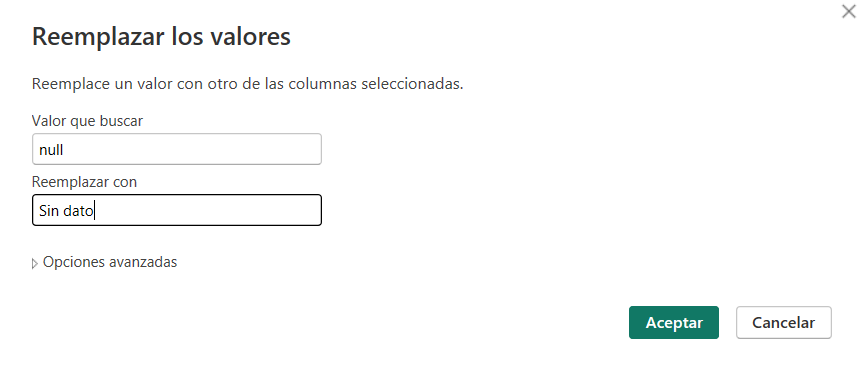 Reemplazar los valores
Reemplace un valor con otro de las columnas seleccionadas.
Valor que buscar
null
Reemplazar con
Sin dato
Opciones avanzadas
Aceptar Cancelar